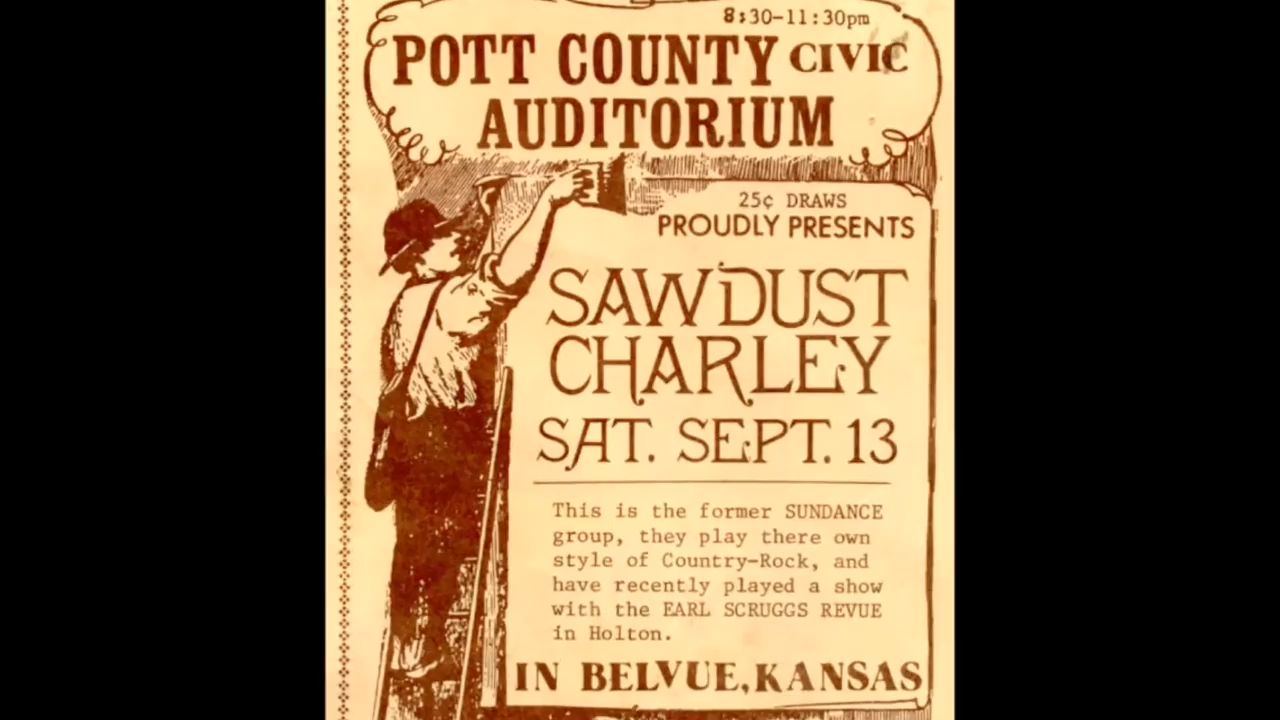 8:30-11:30pm
POTT COUNTY CIVIC
AUDITORIUM
25¢ DRAWS
PROUDLY PRESENTS
SAWDUST
CHARLEY
SAT. SEPT. 13
This is the former SUNDANCE
group, they play there own
style of Country-Rock, and
have recently played a show
with the EARL SCRUGGS REVUE
in Holton.
IN BELVUE, KANSAS